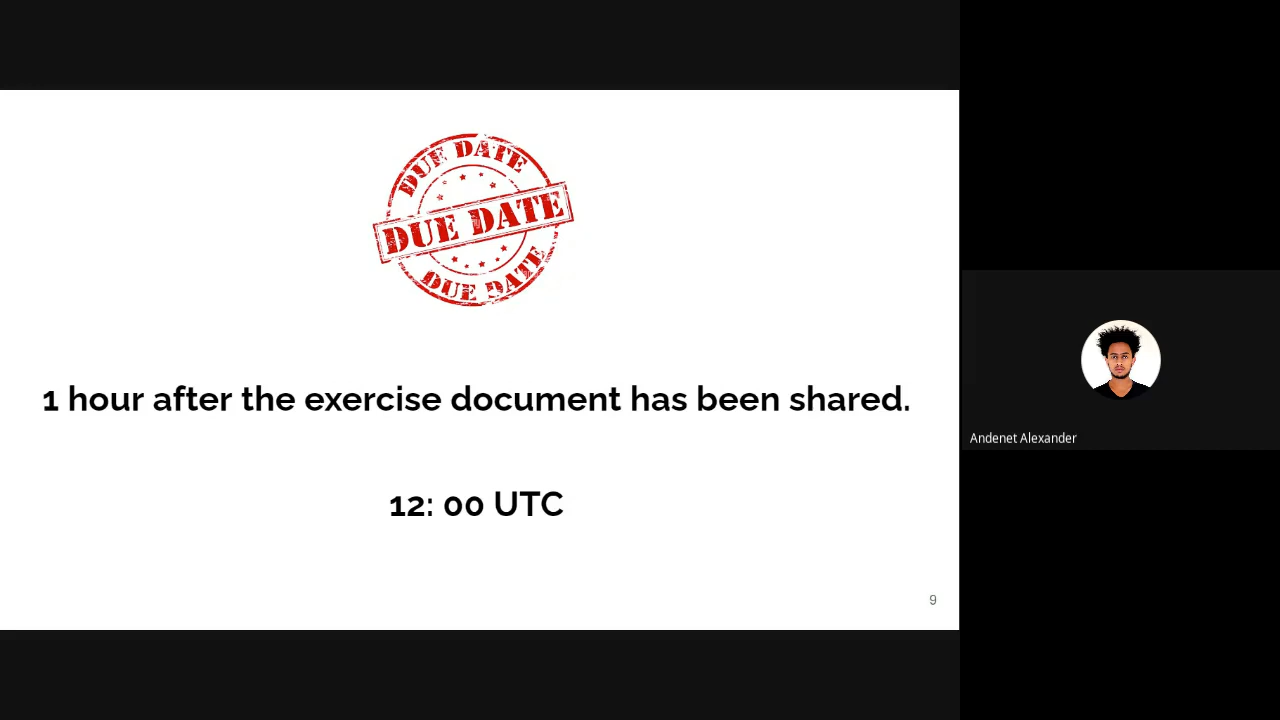 DUE DATE
DUE DATE
DUE DATE
1 hour after the exercise document has been shared.
12: 00 UTC
9
Andenet Alexander